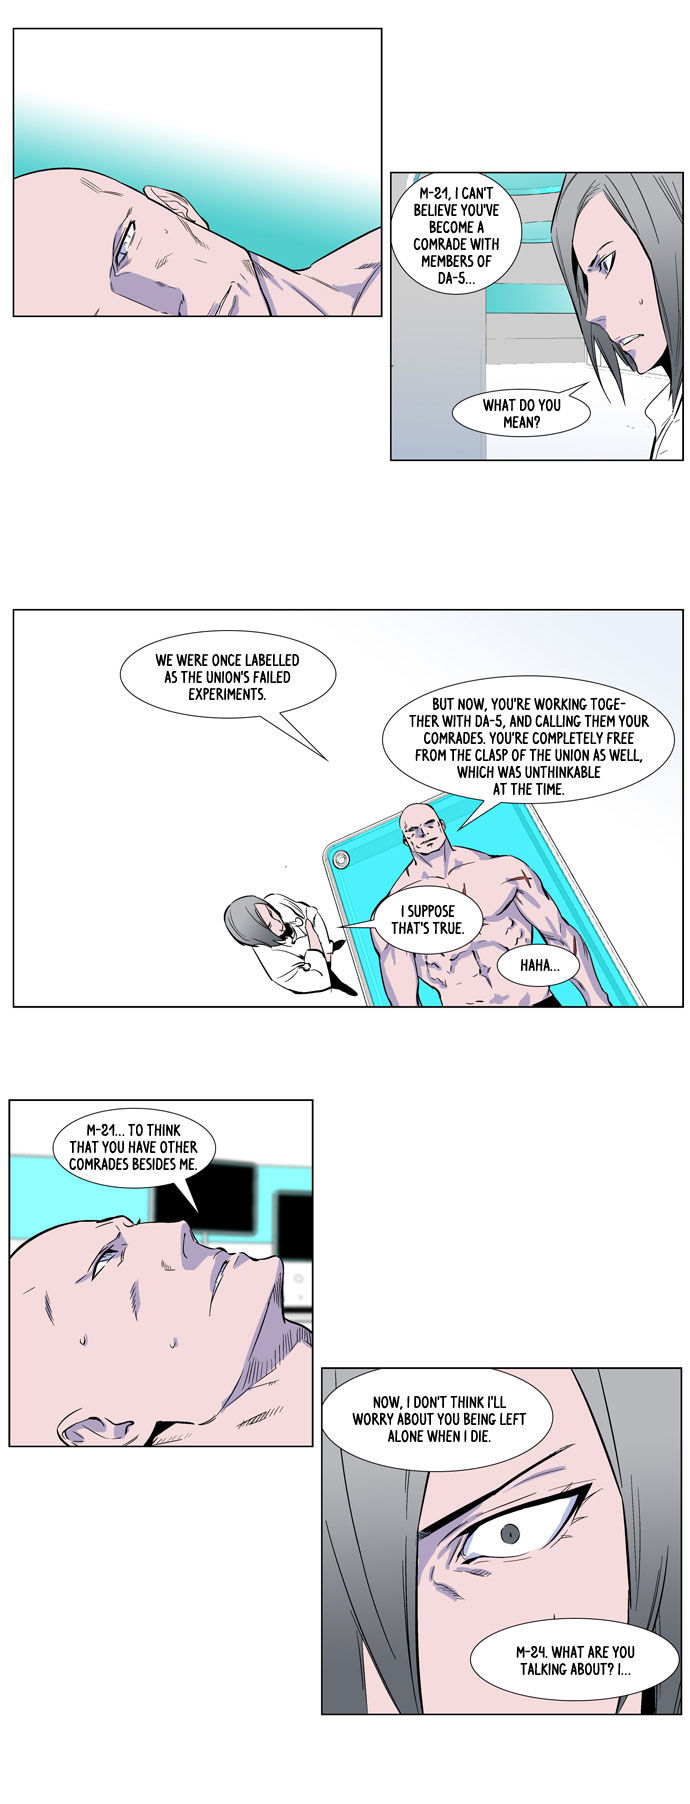 M-21, I CAN'T
BELIEVE YOU'VE
BECOME A
COMRADE WITH
MEMBERS OF
DA-5...
WHAT DO YOU
MEAN?
WE WERE ONCE LABELLED
AS THE UNION'S FAILED
EXPERIMENTS.
BUT NOW, YOU'RE WORKING TOGE-
THER WITH DA-5, AND CALLING THEM YOUR
COMRADES. YOU'RE COMPLETELY FREE
FROM THE CLASP OF THE UNION AS WELL,
WHICH WAS UNTHINKABLE
AT THE TIME.
I SUPPOSE
THAT'S TRUE.
HAHA...
M-21... TO THINK
THAT YOU HAVE OTHER
COMRADES BESIDES ME.
NOW, I DON'T THINK I'LL
WORRY ABOUT YOU BEING LEFT
ALONE WHEN I DIE.
M-24. WHAT ARE YOU
TALKING ABOUT? I...